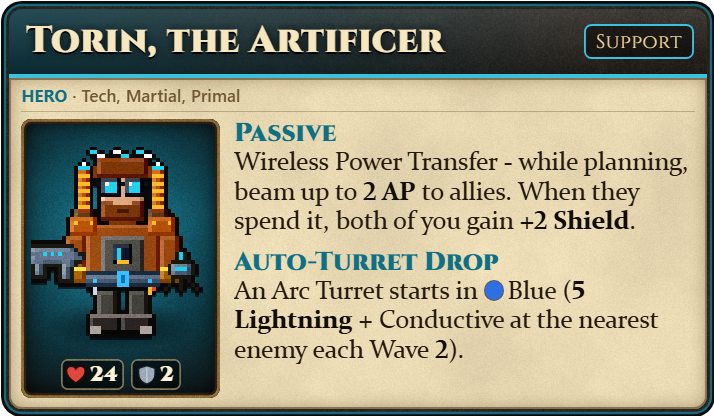 Torin, the Artificer
Support
HERO · Tech, Martial, Primal
Passive
Wireless Power Transfer - while planning,
beam up to 2 AP to allies. When they
spend it, both of you gain +2 Shield.
Auto-Turret Drop
An Arc Turret starts in Blue (5
Lightning + Conductive at the nearest
enemy each Wave 2).
24
2